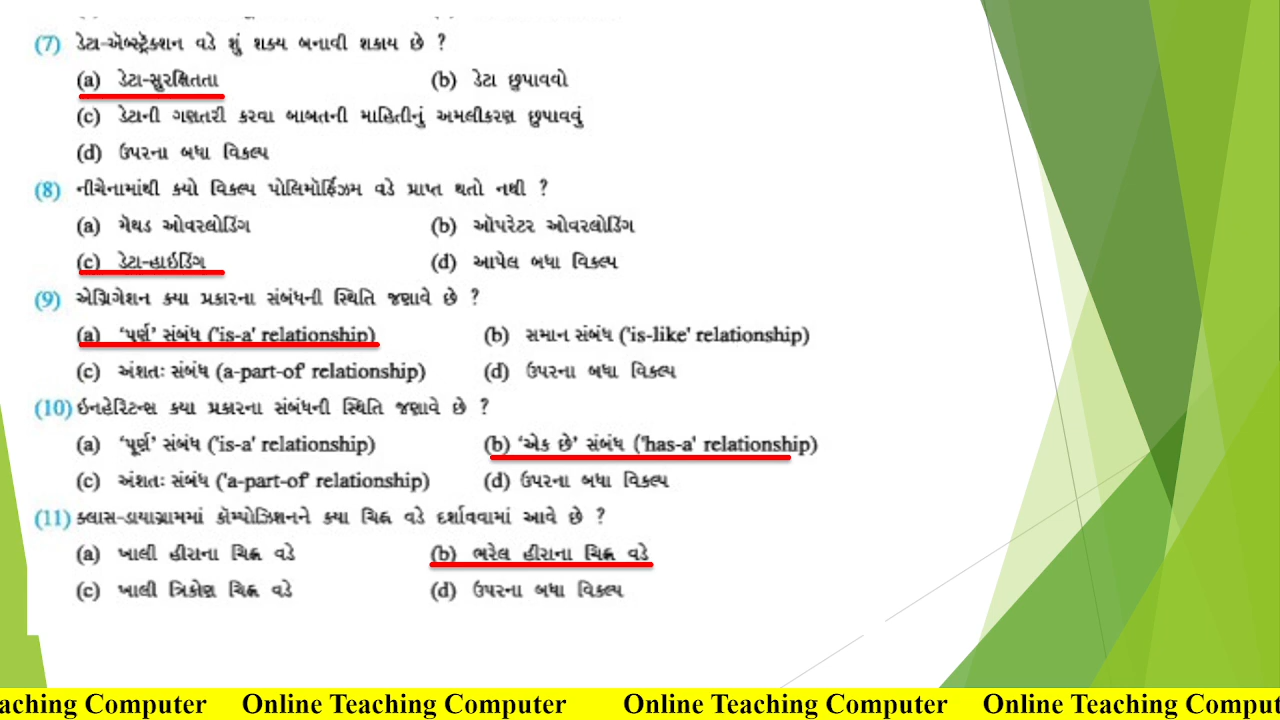 (7) ડેટા-ઍબ્સ્ટ્રૅક્શન વડે શું શક્ય બનાવી શકાય છે ?
(a) ડેટા-સુરક્ષિતતા (b) ડેટા છુપાવવો
(c) ડેટાની ગણતરી કરવા બાબતની માહિતીનું અમલીકરણ છુપાવવું
(d) ઉપરના બધા વિકલ્પ
(8) નીચેનામાંથી ક્યો વિકલ્પ પોલિમૉર્ફિઝમ વડે પ્રાપ્ત થતો નથી ?
(a) મૅથડ ઓવરલોડિંગ (b) ઑપરેટર ઓવરલોડિંગ
(c) ડેટા-હાઇડિંગ (d) આપેલ બધા વિકલ્પ
(9) એગ્રિગેશન ક્યા પ્રકારના સંબંધની સ્થિતિ જણાવે છે ?
(a) ‘પૂર્ણ’ સંબંધ ('is-a' relationship) (b) સમાન સંબંધ ('is-like' relationship)
(c) અંશતઃ સંબંધ (a-part-of' relationship) (d) ઉપરના બધા વિકલ્પ
(10) ઇનહેરિટન્સ ક્યા પ્રકારના સંબંધની સ્થિતિ જણાવે છે ?
(a) ‘પૂર્ણ’ સંબંધ ('is-a' relationship) (b) ‘એક છે’ સંબંધ ('has-a' relationship)
(c) અંશતઃ સંબંધ ('a-part-of' relationship) (d) ઉપરના બધા વિકલ્પ
(11) ક્લાસ-ડાયાગ્રામમાં કૉમ્પોઝિશનને ક્યા ચિહ્ન વડે દર્શાવવામાં આવે છે ?
(a) ખાલી હીરાના ચિહ્ન વડે (b) ભરેલ હીરાના ચિહ્ન વડે
(c) ખાલી ત્રિકોણ ચિહ્ન વડે (d) ઉપરના બધા વિકલ્પ
aching Computer Online Teaching Computer Online Teaching Computer Online Teaching Comput